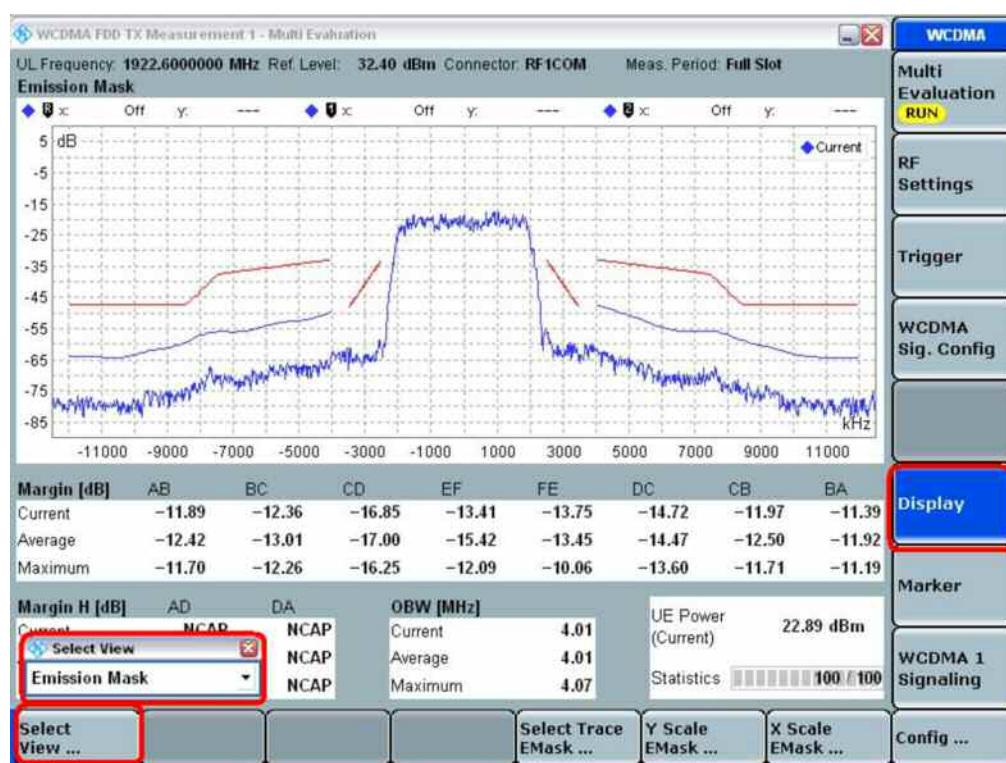 WCDMA FDD TX Measurement 1 - Multi Evaluation
WCDMA
UL Frequency: 1922.6000000 MHz Ref. Level: 32.40 dBm Connector: RF1COM Meas. Period: Full Slot
Emission Mask
R x: Off y: --- 1 x: Off y: --- 2 x: Off y: ---
dB
Current
5
-5
-15
-25
-35
-45
-55
-65
-75
-85
kHz
-11000 -9000 -7000 -5000 -3000 -1000 1000 3000 5000 7000 9000 11000
Margin [dB] AB BC CD EF FE DC CB BA
Current -11.89 -12.36 -16.85 -13.41 -13.75 -14.72 -11.97 -11.39
Average -12.42 -13.01 -17.00 -15.42 -13.45 -14.47 -12.50 -11.92
Maximum -11.70 -12.26 -16.25 -12.09 -10.06 -13.60 -11.71 -11.19
Margin H [dB] AD DA OBW [MHz]
Current NCAP NCAP Current 4.01
NCAP Average 4.01
NCAP Maximum 4.07
UE Power
(Current) 22.89 dBm
Statistics 100 / 100
Select View
Emission Mask
Multi
Evaluation
RUN
RF
Settings
Trigger
WCDMA
Sig. Config
Display
Marker
WCDMA 1
Signaling
Select
View ...
Select Trace
EMask ...
Y Scale
EMask ...
X Scale
EMask ...
Config ...